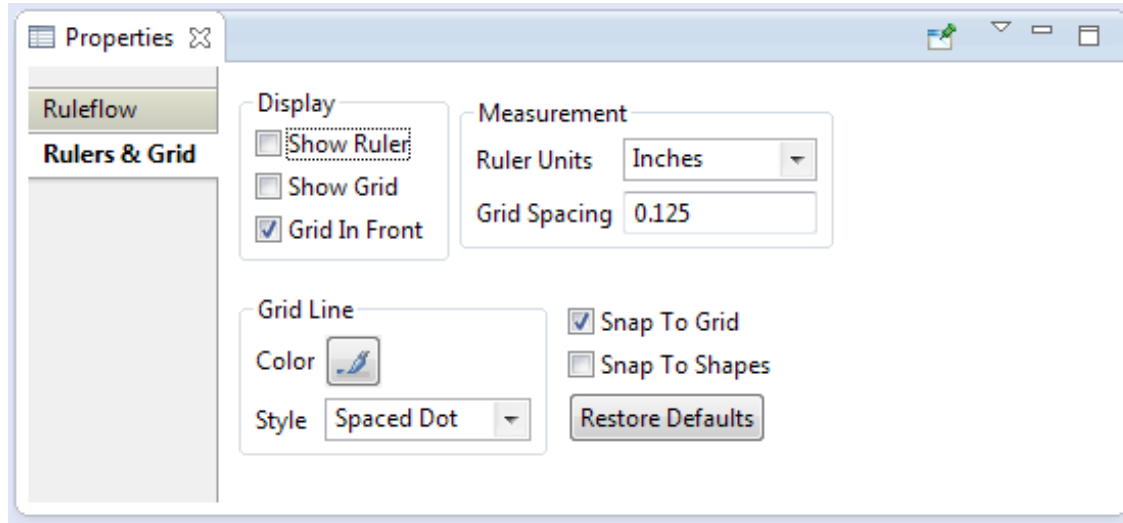 Properties
Ruleflow
Rulers & Grid
Display
Show Ruler
Show Grid
Grid In Front
Measurement
Ruler Units Inches
Grid Spacing 0.125
Grid Line
Color
Style Spaced Dot
Snap To Grid
Snap To Shapes
Restore Defaults